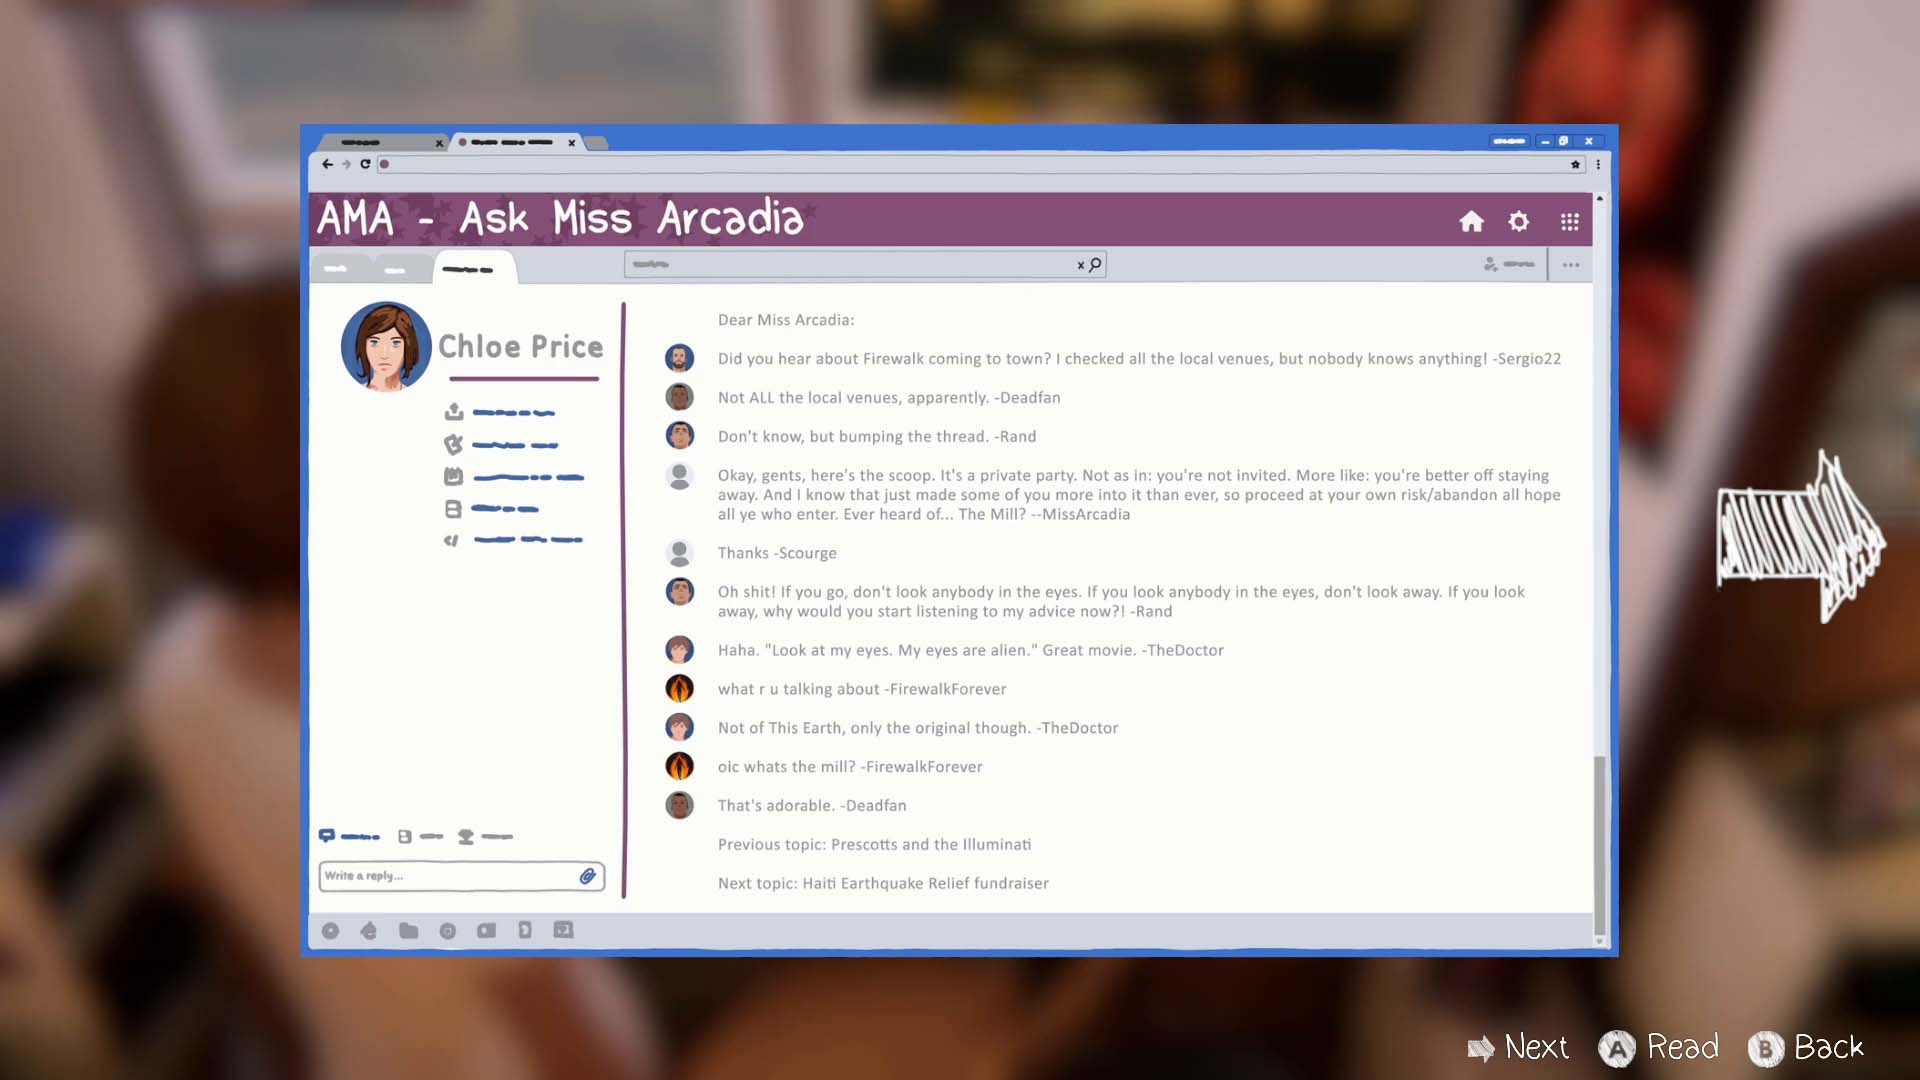 AMA - Ask Miss Arcadia
Chloe Price
Dear Miss Arcadia:
Did you hear about Firewalk coming to town? I checked all the local venues, but nobody knows anything! -Sergio22
Not ALL the local venues, apparently. -Deadfan
Don't know, but bumping the thread. -Rand
Okay, gents, here's the scoop. It's a private party. Not as in: you're not invited. More like: you're better off staying
away. And I know that just made some of you more into it than ever, so proceed at your own risk/abandon all hope
all ye who enter. Ever heard of... The Mill? --MissArcadia
Thanks -Scourge
Oh shit! If you go, don't look anybody in the eyes. If you look anybody in the eyes, don't look away. If you look
away, why would you start listening to my advice now?! -Rand
Haha. "Look at my eyes. My eyes are alien." Great movie. -TheDoctor
what r u talking about -FirewalkForever
Not of This Earth, only the original though. -TheDoctor
oic whats the mill? -FirewalkForever
That's adorable. -Deadfan
Previous topic: Prescotts and the Illuminati
Next topic: Haiti Earthquake Relief fundraiser
Write a reply...
Next A Read B Back